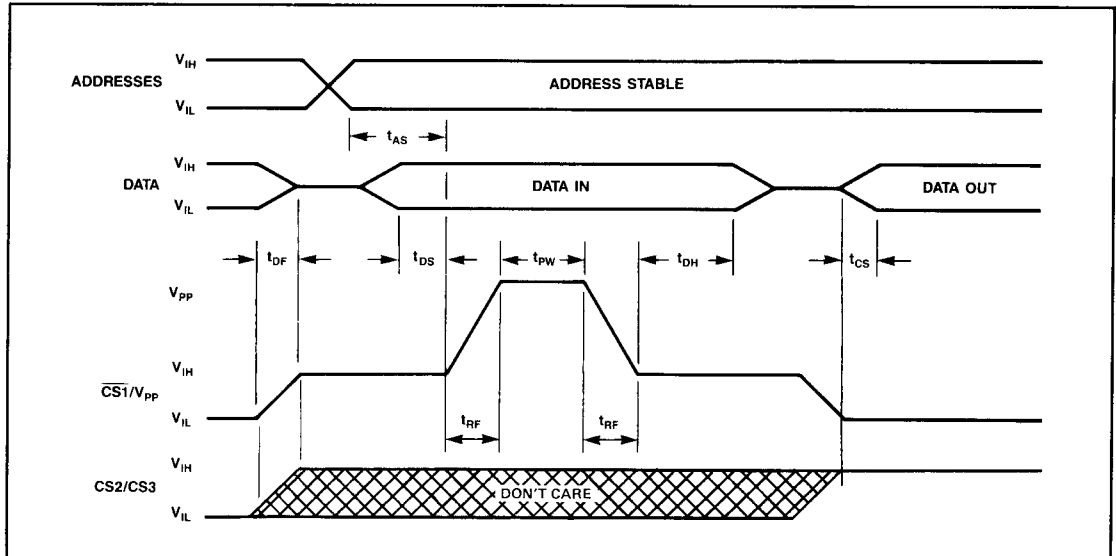 ADDRESSES
V_IH
V_IL
ADDRESS STABLE
t_AS
DATA
V_IH
V_IL
DATA IN
DATA OUT
t_DF
t_DS
t_PW
t_DH
t_CS
V_PP
V_IH
C̅S̅1̅/V_PP
V_IL
t_RF
t_RF
V_IH
CS2/CS3
V_IL
DON'T CARE